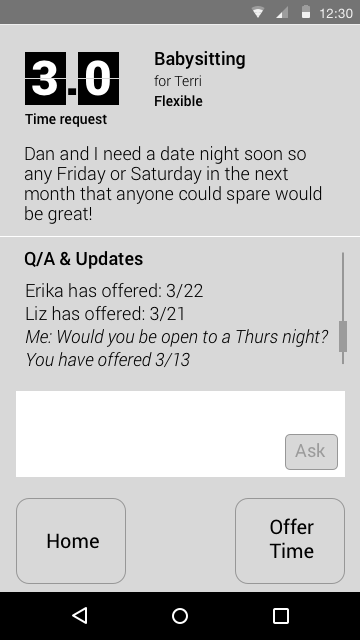 12:30
3.0
Babysitting
for Terri
Flexible
Time request
Dan and I need a date night soon so
any Friday or Saturday in the next
month that anyone could spare would
be great!
Q/A & Updates
Erika has offered: 3/22
Liz has offered: 3/21
Me: Would you be open to a Thurs night?
You have offered 3/13
Ask
Home
Offer
Time